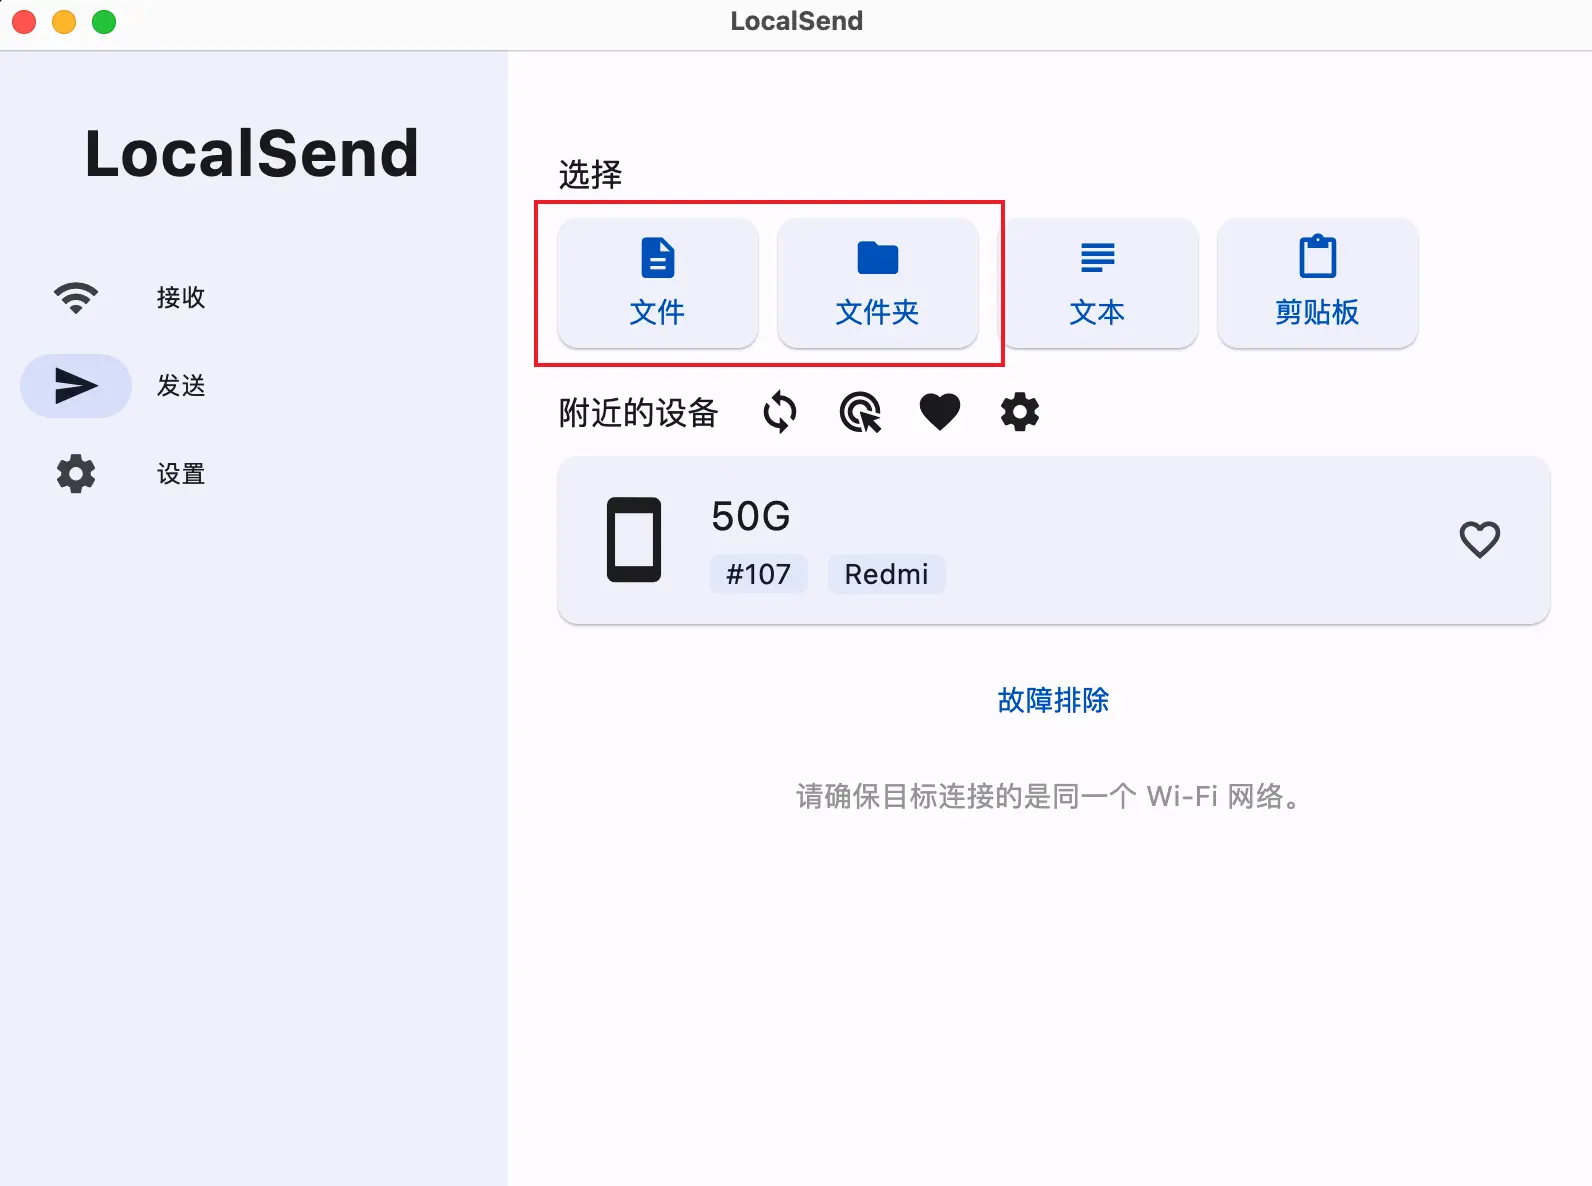 LocalSend
LocalSend
接收
发送
设置
选择
文件
文件夹
文本
剪贴板
附近的设备
50G
#107 Redmi
故障排除
请确保目标连接的是同一个 Wi-Fi 网络。